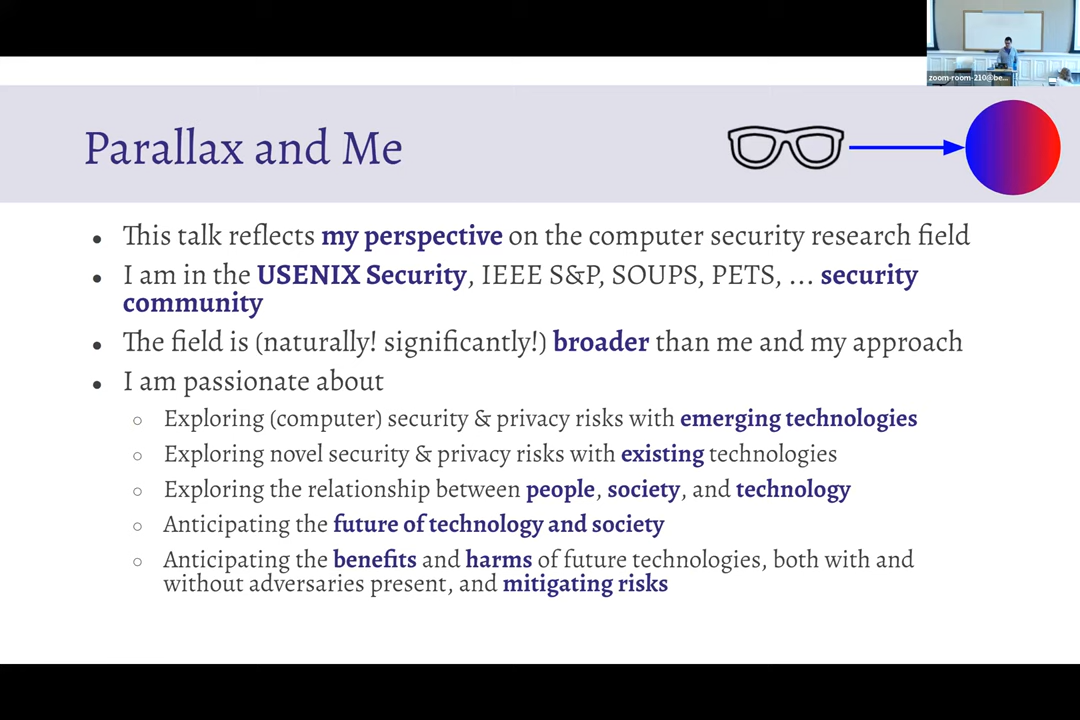 zoom-room-210@be...
Parallax and Me
• This talk reflects my perspective on the computer security research field
• I am in the USENIX Security, IEEE S&P, SOUPS, PETS, ... security
community
• The field is (naturally! significantly!) broader than me and my approach
• I am passionate about
○ Exploring (computer) security & privacy risks with emerging technologies
○ Exploring novel security & privacy risks with existing technologies
○ Exploring the relationship between people, society, and technology
○ Anticipating the future of technology and society
○ Anticipating the benefits and harms of future technologies, both with and
without adversaries present, and mitigating risks